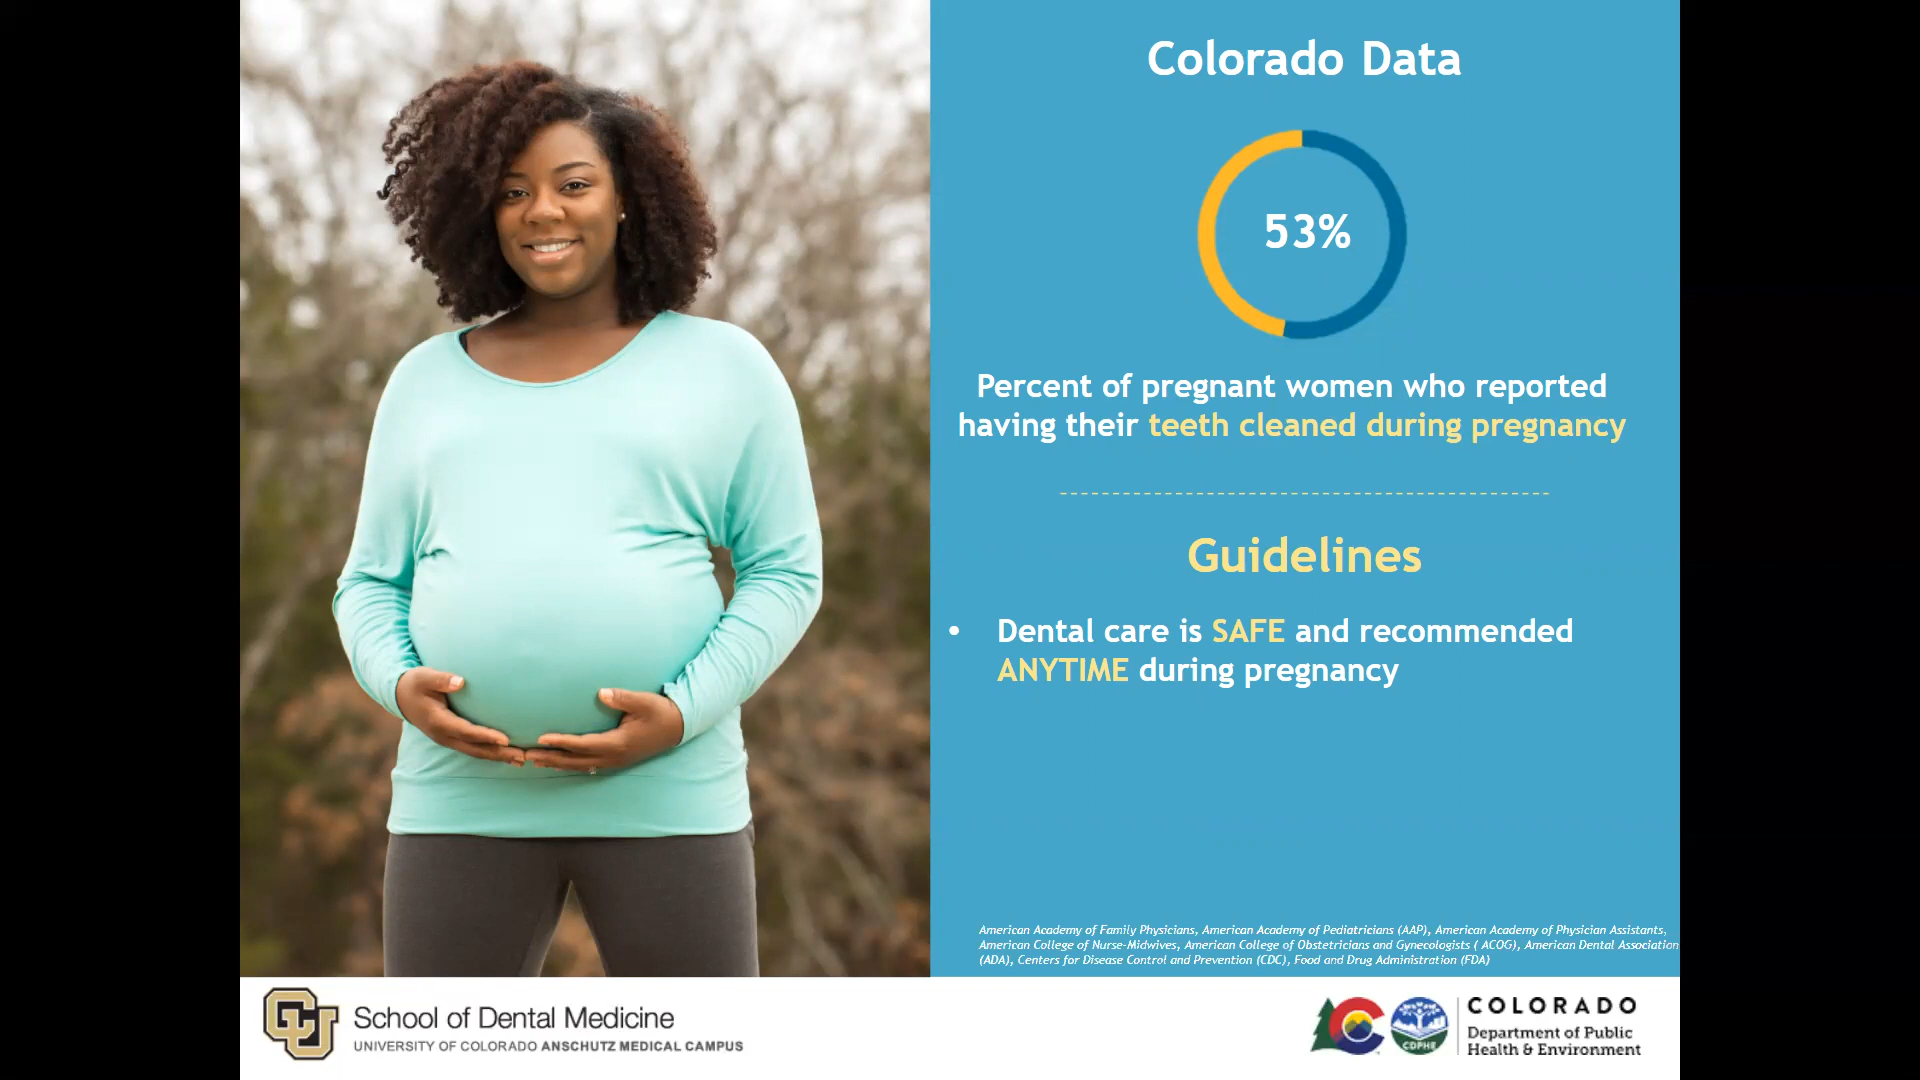 Colorado Data
53%
Percent of pregnant women who reported
having their teeth cleaned during pregnancy
Guidelines
• Dental care is SAFE and recommended
ANYTIME during pregnancy
American Academy of Family Physicians, American Academy of Pediatricians (AAP), American Academy of Physician Assistants,
American College of Nurse-Midwives, American College of Obstetricians and Gynecologists ( ACOG), American Dental Association
(ADA), Centers for Disease Control and Prevention (CDC), Food and Drug Administration (FDA)
CU
School of Dental Medicine
UNIVERSITY OF COLORADO ANSCHUTZ MEDICAL CAMPUS
C
CDPHE
COLORADO
Department of Public
Health & Environment